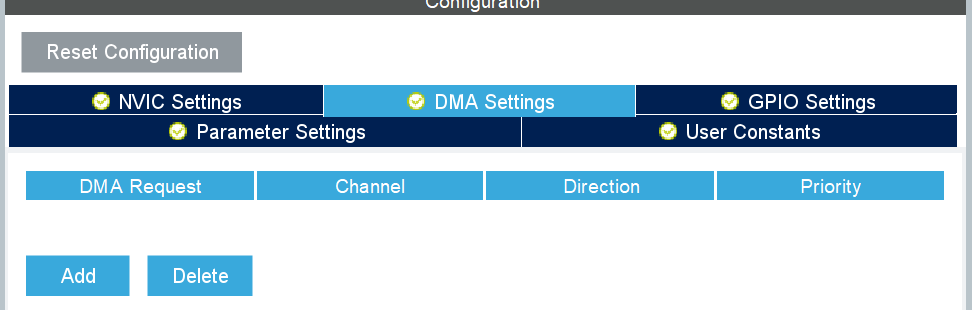 Configuration
Reset Configuration
NVIC Settings DMA Settings GPIO Settings
Parameter Settings User Constants
DMA Request Channel Direction Priority
Add Delete